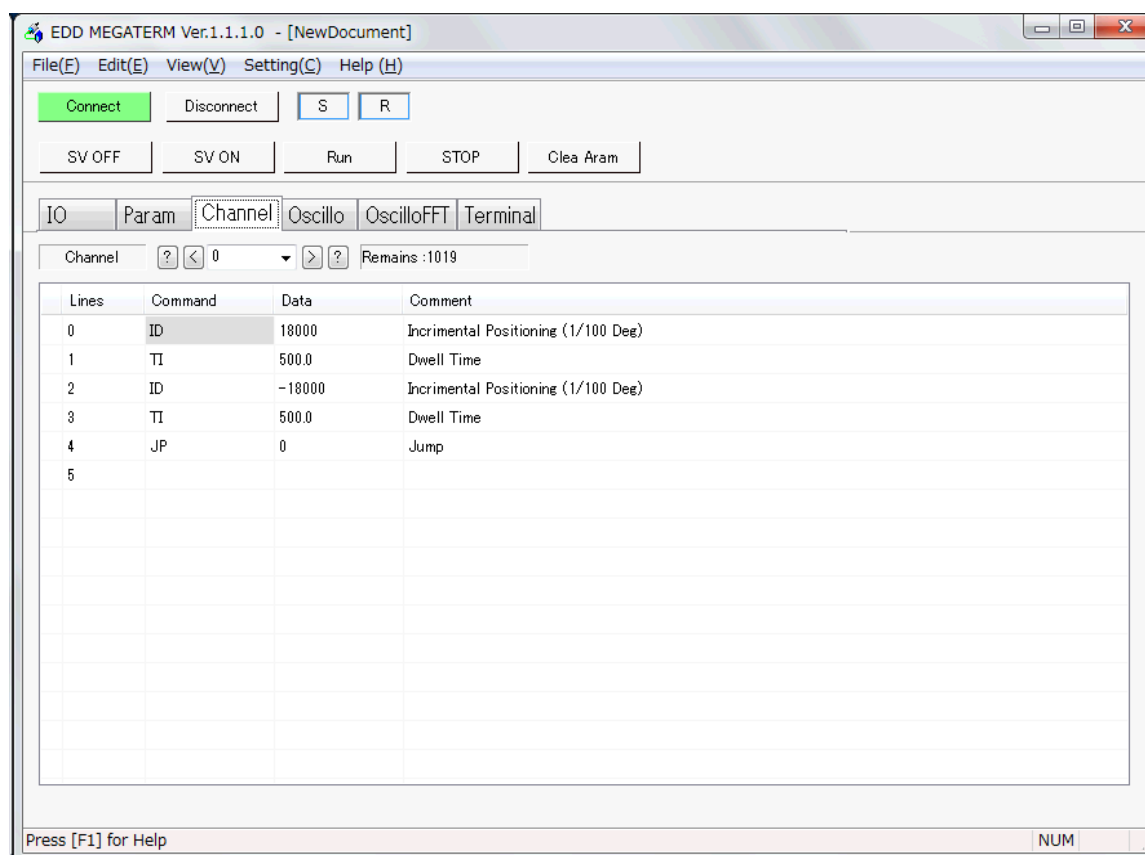 EDD MEGATERM Ver.1.1.1.0 - [NewDocument]
File(F) Edit(E) View(V) Setting(C) Help (H)
Connect Disconnect S R
SV OFF SV ON Run STOP Clea Aram
IO Param Channel Oscillo OscilloFFT Terminal
Channel ? < 0 > ? Remains :1019
Lines Command Data Comment
0 ID 18000 Incrimental Positioning (1/100 Deg)
1 TI 500.0 Dwell Time
2 ID -18000 Incrimental Positioning (1/100 Deg)
3 TI 500.0 Dwell Time
4 JP 0 Jump
5
Press [F1] for Help NUM